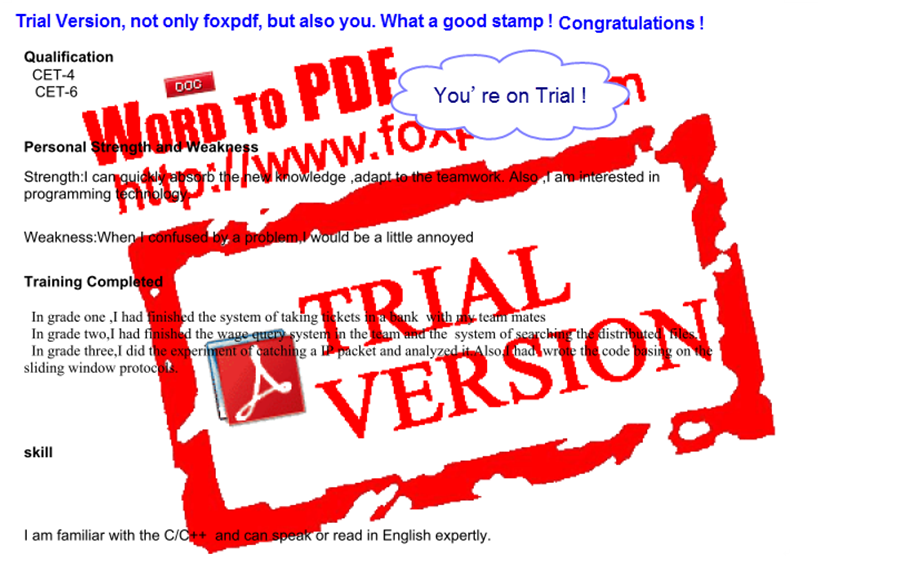 Trial Version, not only foxpdf, but also you. What a good stamp ! Congratulations !
Qualification
CET-4
CET-6
DOC
WORD TO PDF
You' re on Trial !
http://www.foxp
n
Personal Strength and Weakness
Strength:I can quickly absorb the new knowledge ,adapt to the teamwork. Also ,I am interested in
programming technology.
Weakness:When I confused by a problem,I would be a little annoyed
Training Completed
TRIAL
VERSION
In grade one ,I had finished the system of taking tickets in a bank with my team mates
In grade two,I had finished the wage query system in the team and the system of searching the distributed files.
In grade three,I did the experiment of catching a IP packet and analyzed it.Also,I had wrote the code basing on the
sliding window protocols.
skill
I am familiar with the C/C++ and can speak or read in English expertly.